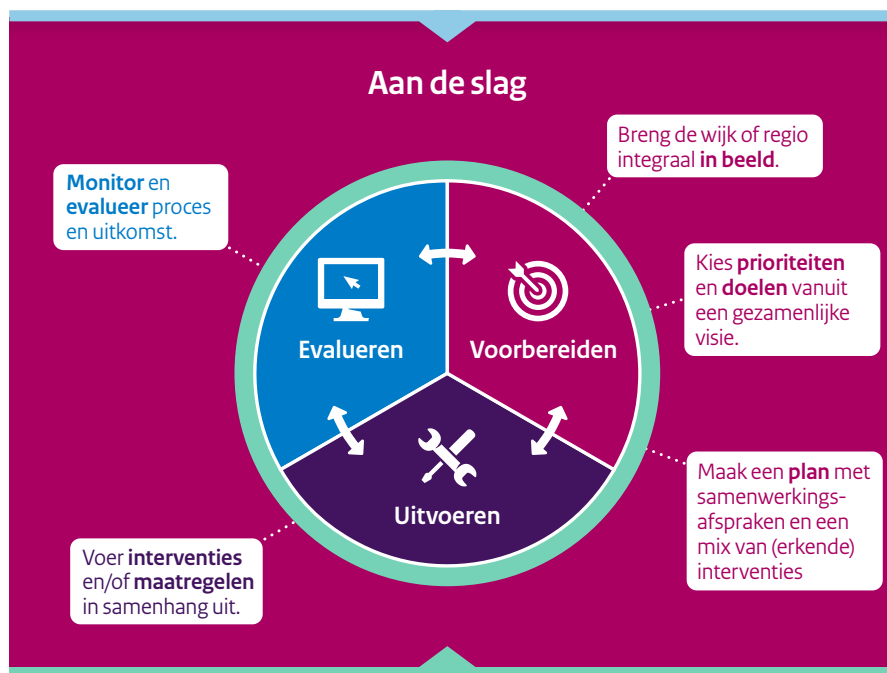 Aan de slag
Breng de wijk of regio
integraal in beeld.
Monitor en
evalueer proces
en uitkomst.
Kies prioriteiten
en doelen vanuit
een gezamenlijke
visie.
Evalueren
Voorbereiden
Uitvoeren
Maak een plan met
samenwerkings-
afspraken en een
mix van (erkende)
interventies
Voer interventies
en/of maatregelen
in samenhang uit.